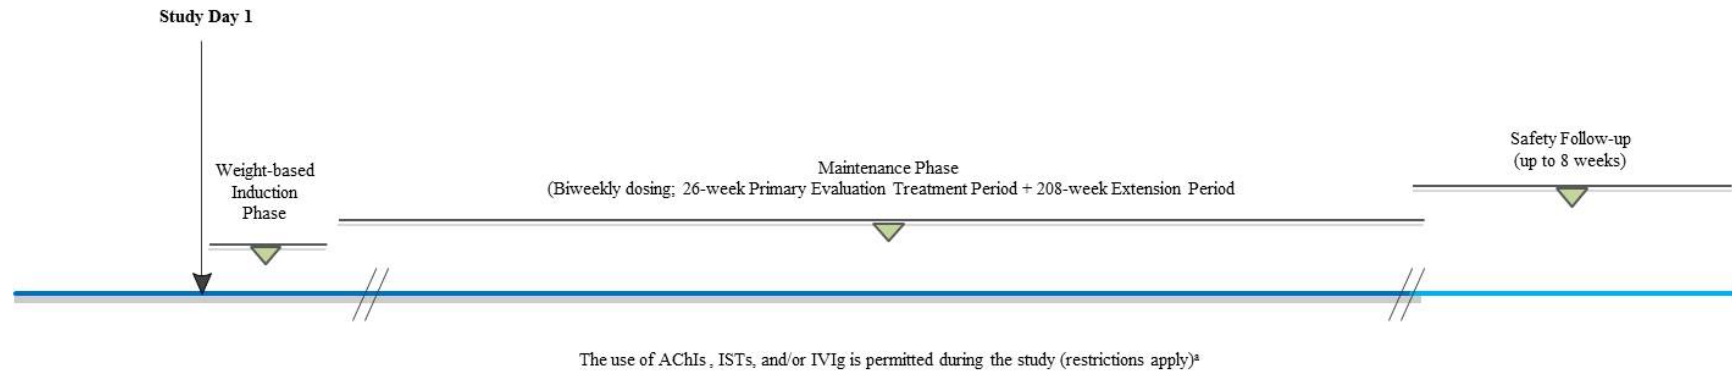 Study Day 1
Weight-based
Induction
Phase
Maintenance Phase
(Biweekly dosing; 26-week Primary Evaluation Treatment Period + 208-week Extension Period
Safety Follow-up
(up to 8 weeks)
The use of AChIs , ISTs, and/or IVIg is permitted during the study (restrictions apply)ᵃ